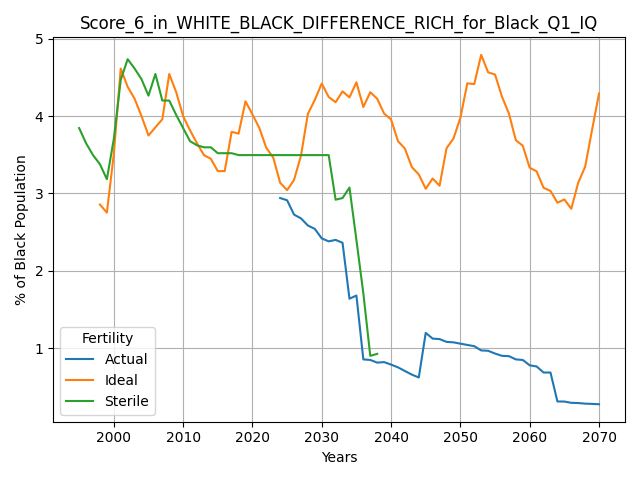 Score_6_in_WHITE_BLACK_DIFFERENCE_RICH_for_Black_Q1_IQ
% of Black Population
5
4
3
2
1
Fertility
Actual
Ideal
Sterile
2000 2010 2020 2030 2040 2050 2060 2070
Years